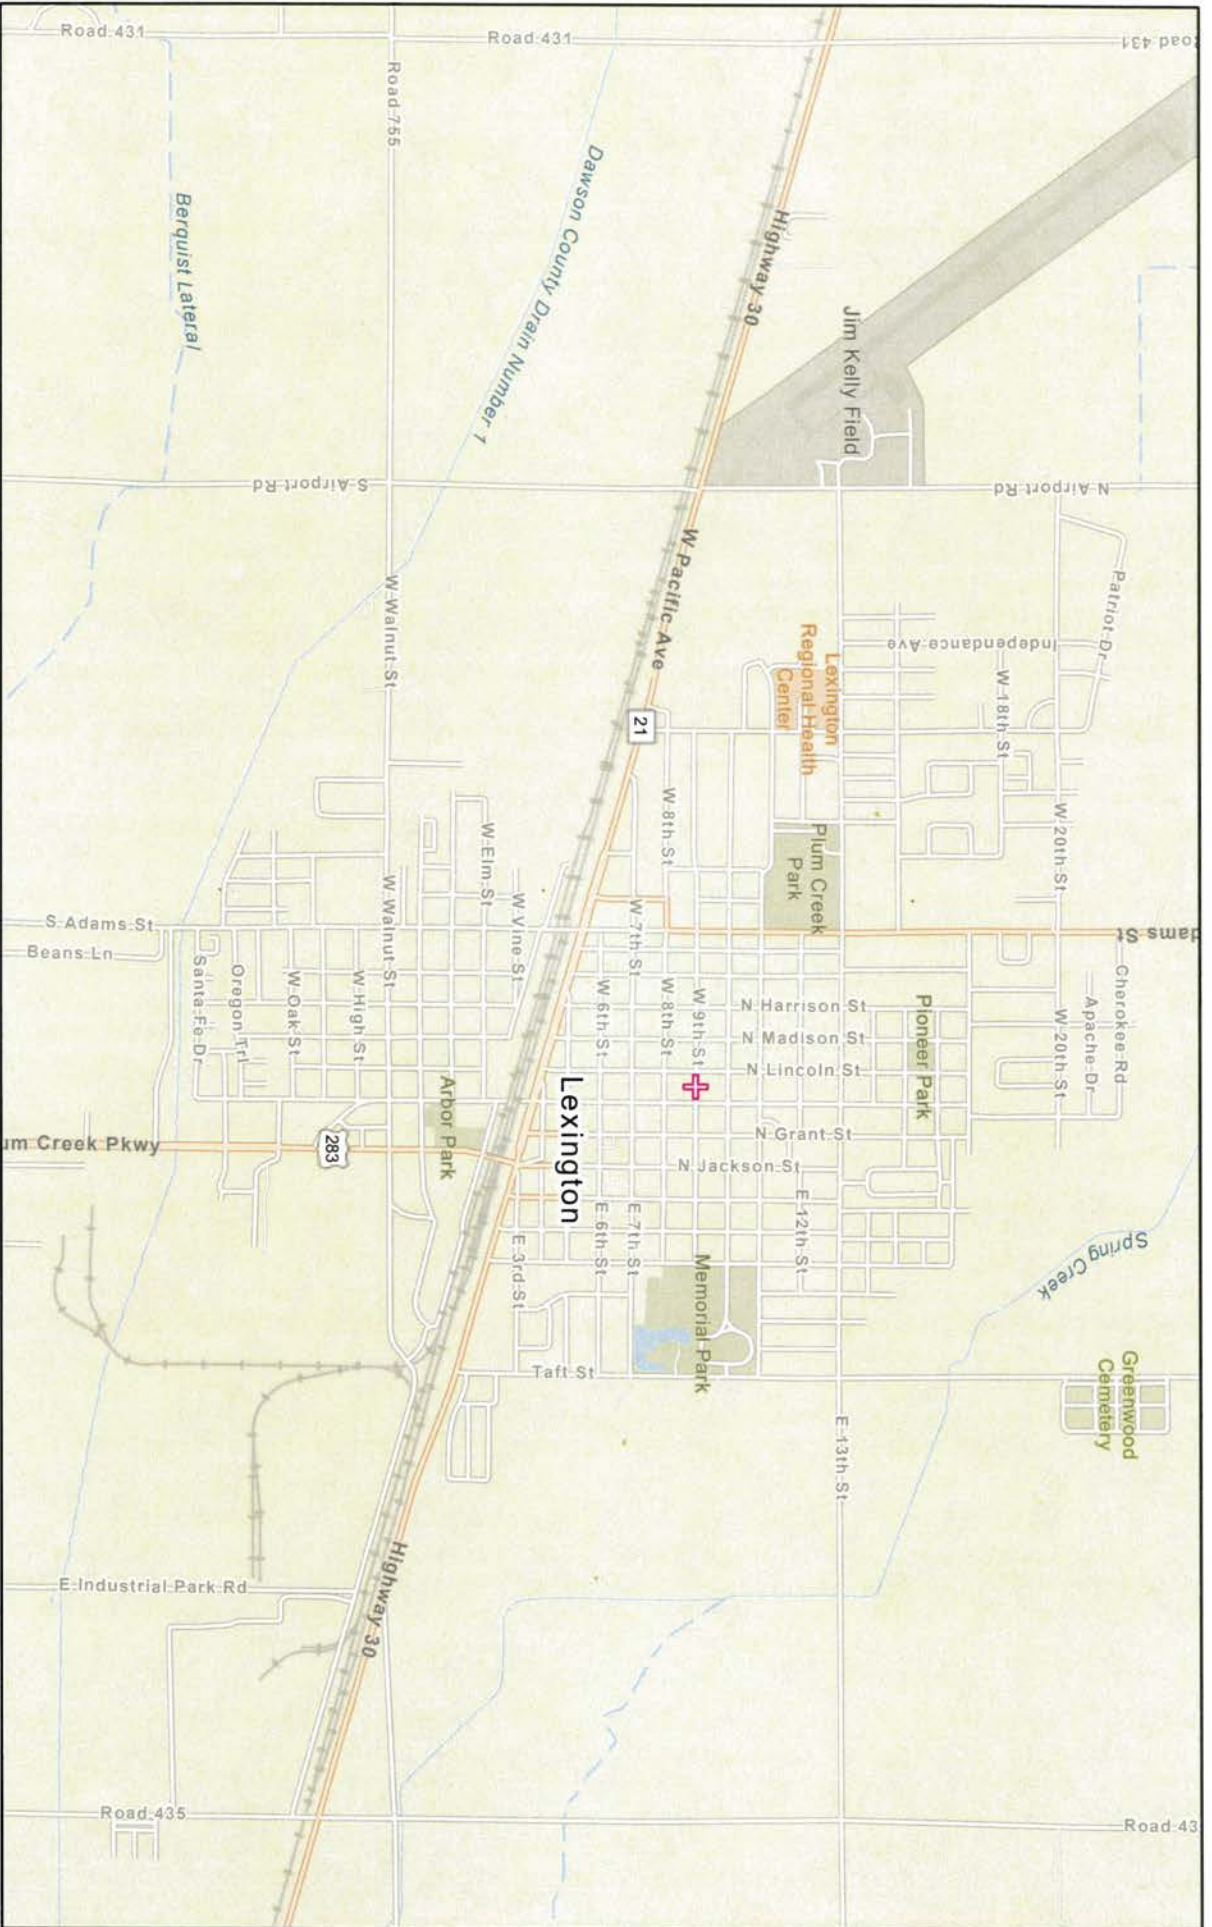 Road 431
Road 431
Road 431
Road 755
Berquist Lateral
Dawson County Drain Number 1
Highway 30
Jim Kelly Field
S Airport Rd
N Airport Rd
W Pacific Ave
W Walnut St
Patriot Dr
Independance Ave
Lexington
Regional Health
Center
W 18th St
21
W 8th St
W 20th St
Plum Creek
Park
W Elm St
W Vine St
W Walnut St
W 7th St
S Adams St
dams St
Beans Ln
Santa Fe Dr
Oregon Trl
W Oak St
W High St
W 6th St
W 8th St
W 9th St
N Harrison St
N Madison St
N Lincoln St
Pioneer Park
W 20th St
Apache Dr
Cherokee Rd
Arbor Park
Lexington
N Grant St
N Jackson St
um Creek Pkwy
283
E 3rd St
E 6th St
E 7th St
E 12th St
Memorial Park
Spring Creek
Taft St
Greenwood
Cemetery
E 13th St
E Industrial Park Rd
Highway 30
Road 435
Road 43